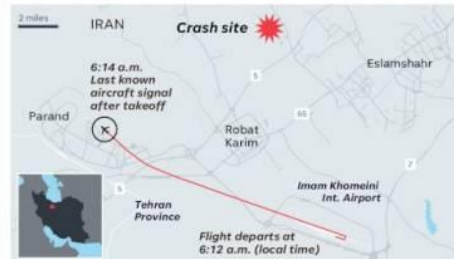 2 miles
IRAN
Crash site
6:14 a.m.
Last known
aircraft signal
after takeoff
5
Eslamshahr
Parand
65
Robat
Karim
Imam Khomeini
Int. Airport
7
5
Tehran
Province
Flight departs at
6:12 a.m. (local time)